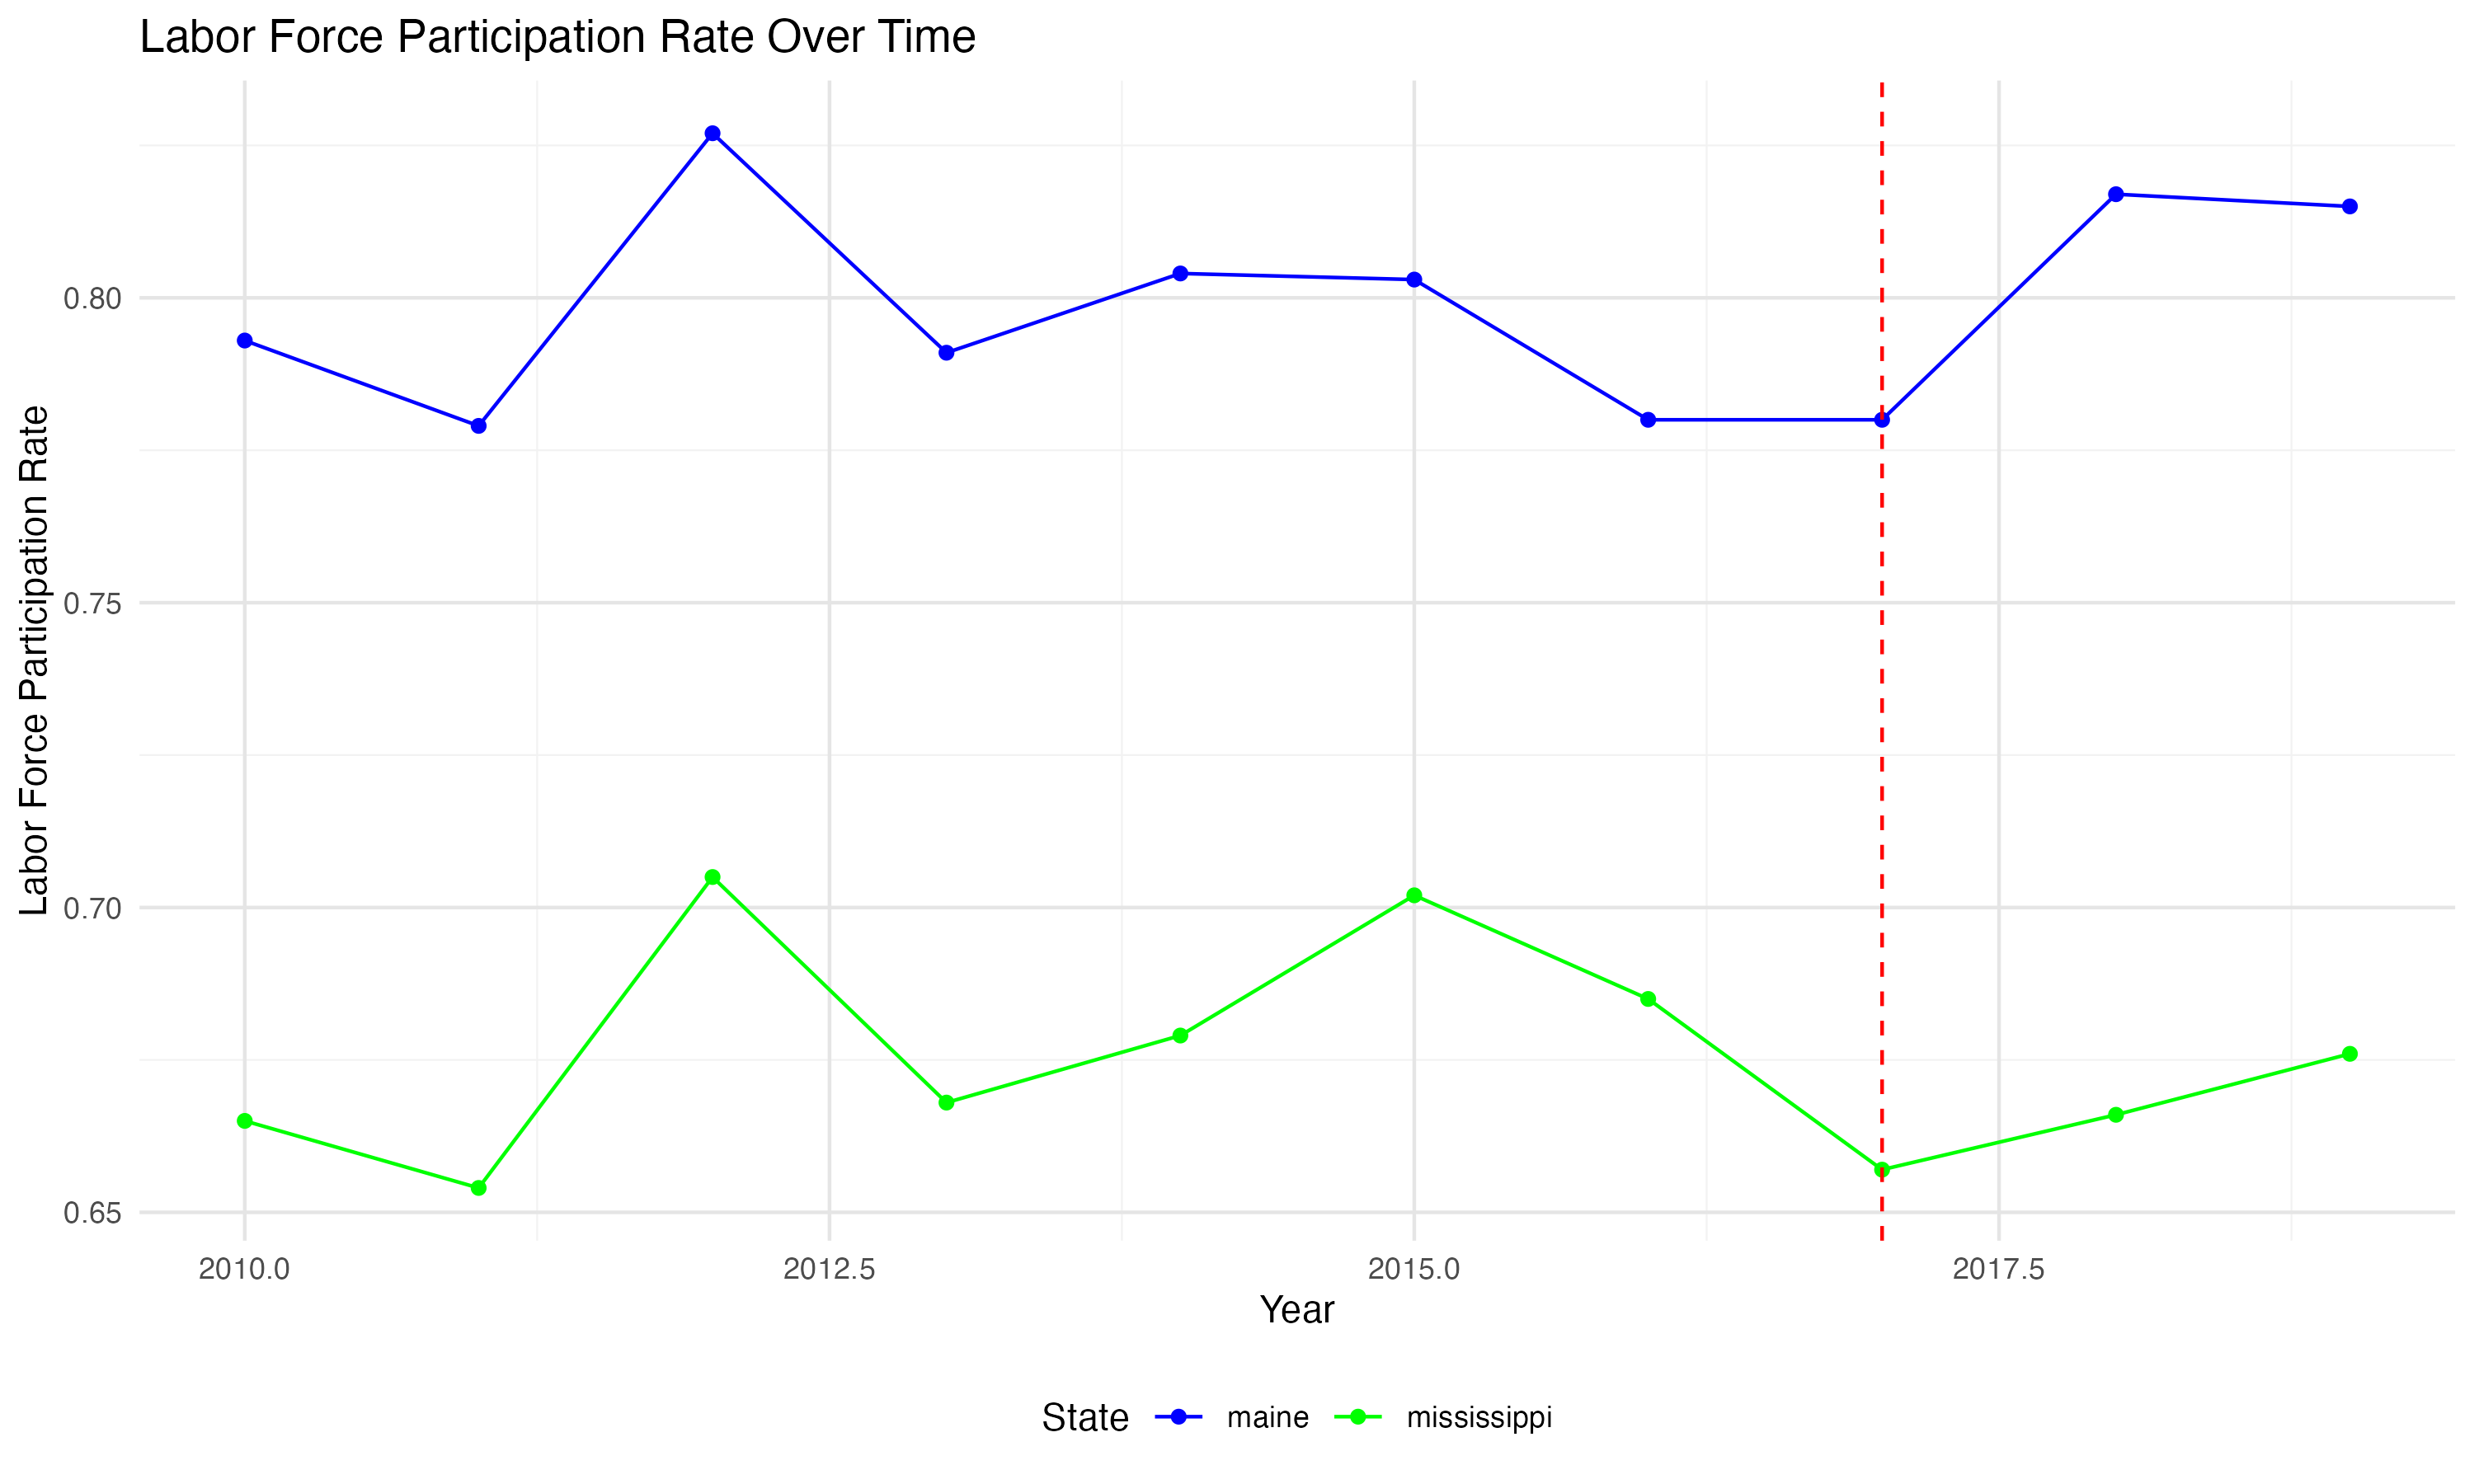 Labor Force Participation Rate Over Time
Labor Force Participation Rate
0.80
0.75
0.70
0.65
2010.0 2012.5 2015.0 2017.5
Year
State maine mississippi